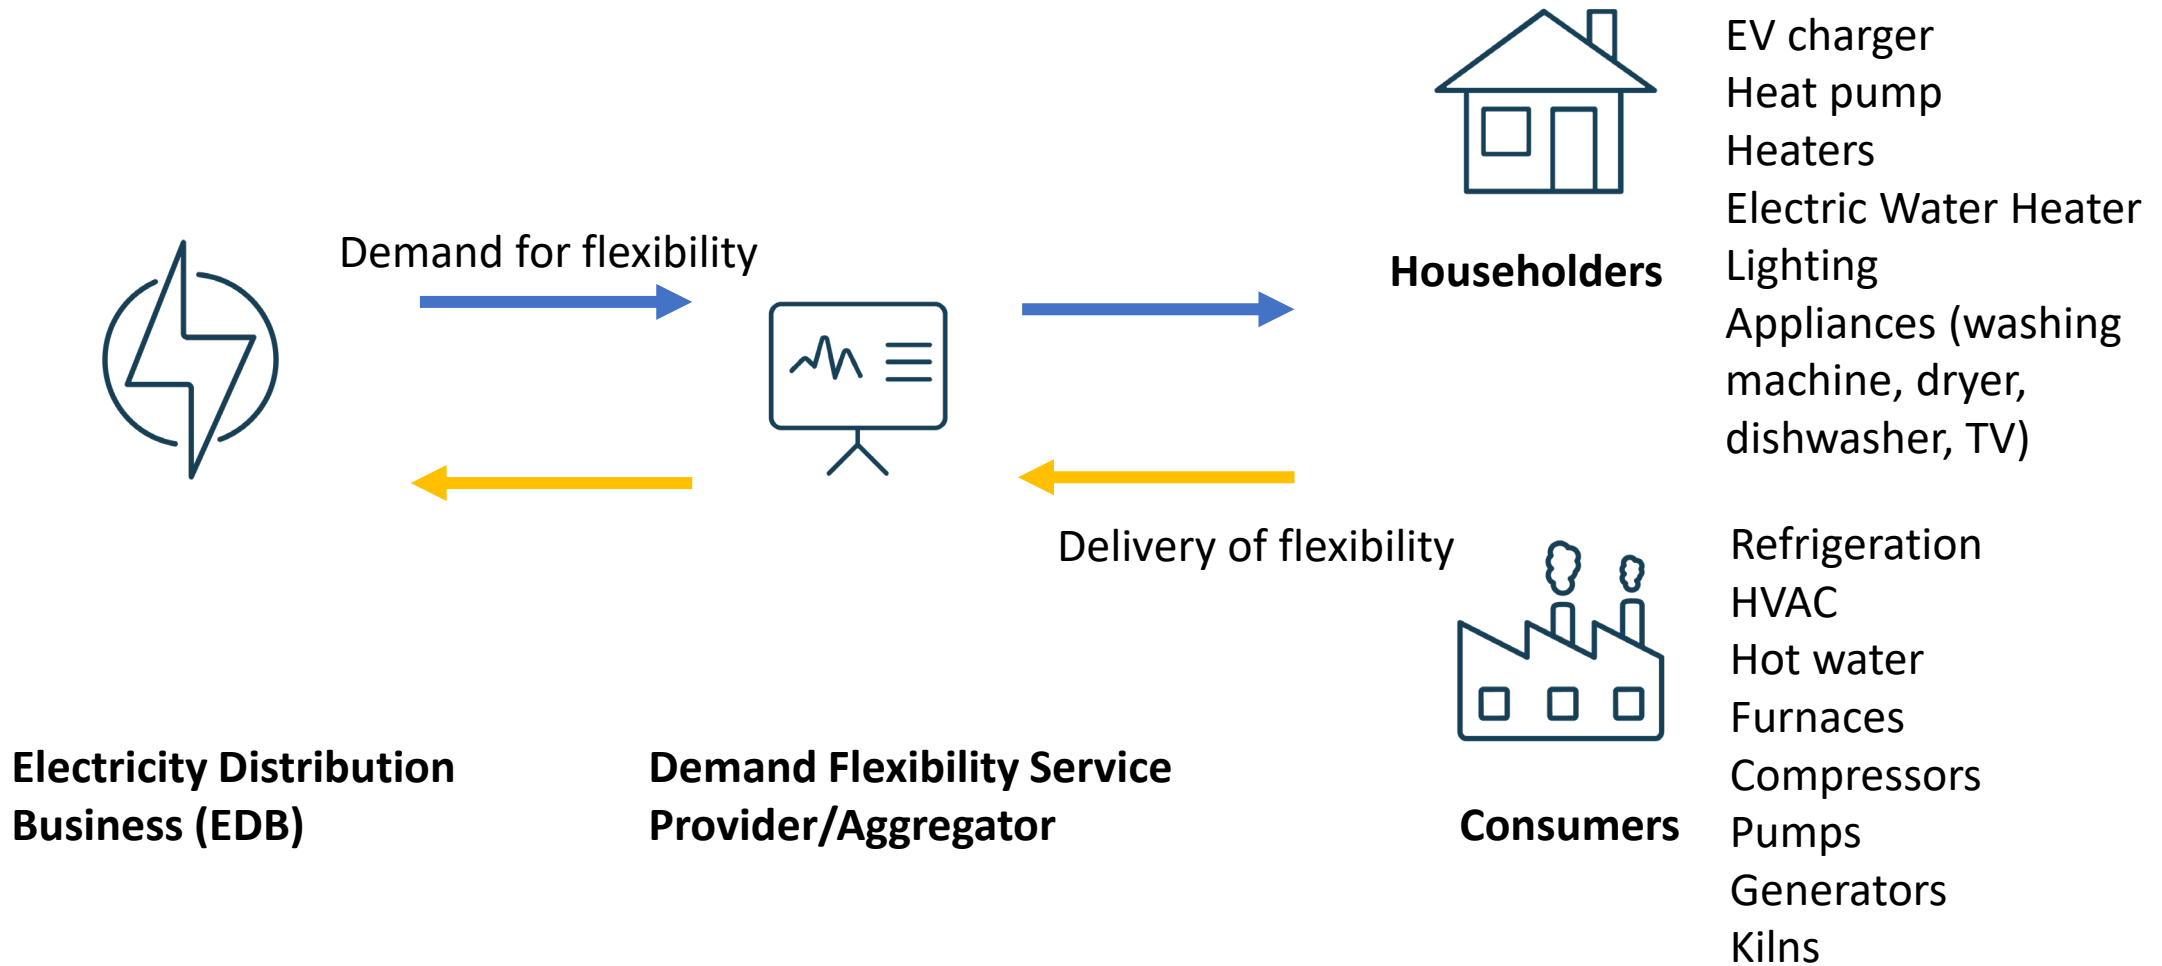 Demand for flexibility
Delivery of flexibility
Electricity Distribution
Business (EDB)
Demand Flexibility Service
Provider/Aggregator
Householders
EV charger
Heat pump
Heaters
Electric Water Heater
Lighting
Appliances (washing
machine, dryer,
dishwasher, TV)
Consumers
Refrigeration
HVAC
Hot water
Furnaces
Compressors
Pumps
Generators
Kilns